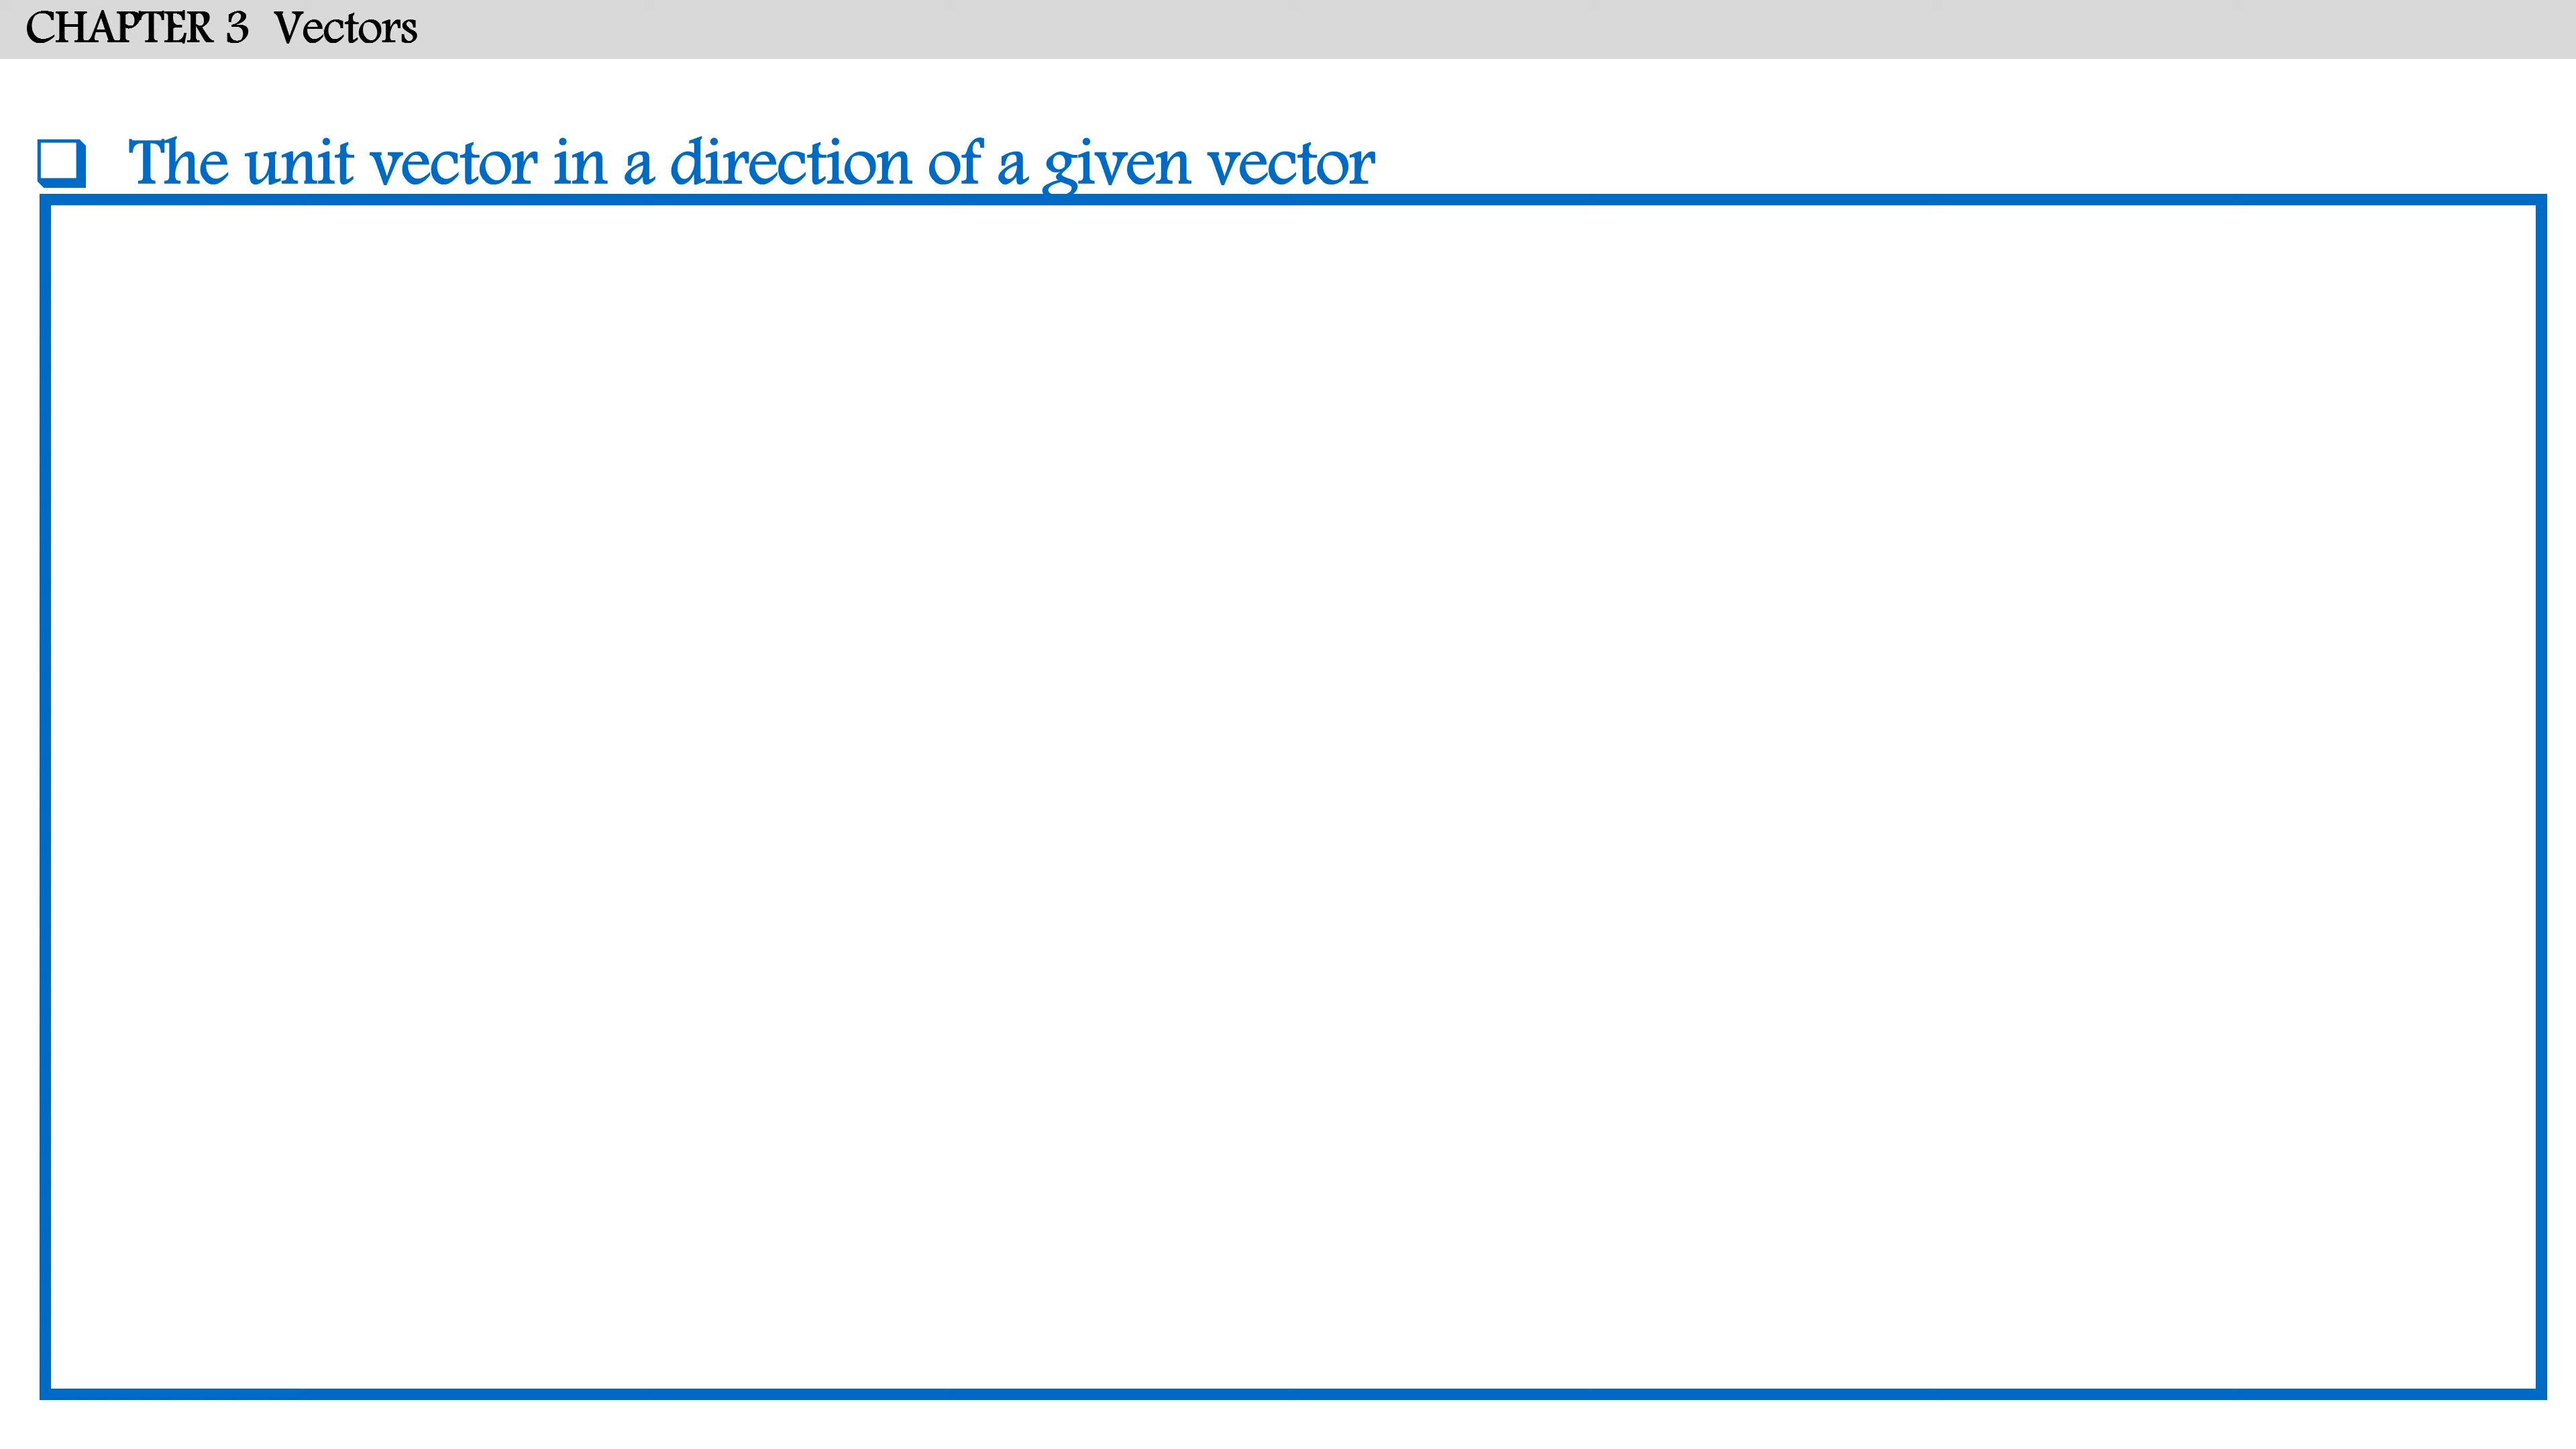 CHAPTER 3 Vectors
❑ The unit vector in a direction of a given vector